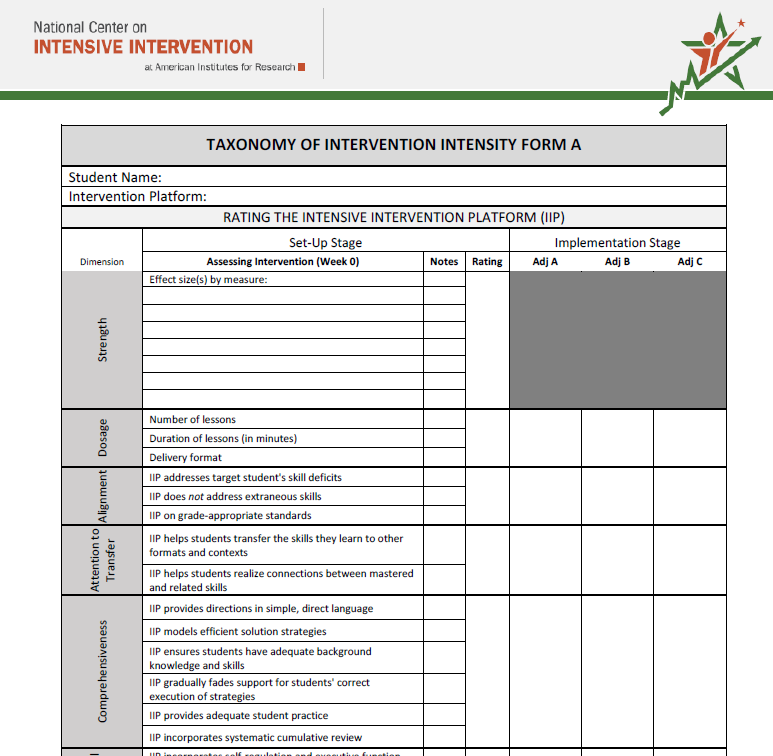 National Center on
INTENSIVE INTERVENTION
at American Institutes for Research
TAXONOMY OF INTERVENTION INTENSITY FORM A
Student Name:
Intervention Platform:
RATING THE INTENSIVE INTERVENTION PLATFORM (IIP)
Set-Up Stage
Implementation Stage
Dimension
Assessing Intervention (Week 0)
Notes
Rating
Adj A
Adj B
Adj C
Strength
Effect size(s) by measure:
Dosage
Number of lessons
Duration of lessons (in minutes)
Delivery format
Alignment
IIP addresses target student's skill deficits
IIP does not address extraneous skills
IIP on grade-appropriate standards
Attention to
Transfer
IIP helps students transfer the skills they learn to other
formats and contexts
IIP helps students realize connections between mastered
and related skills
Comprehensiveness
IIP provides directions in simple, direct language
IIP models efficient solution strategies
IIP ensures students have adequate background
knowledge and skills
IIP gradually fades support for students' correct
execution of strategies
IIP provides adequate student practice
IIP incorporates systematic cumulative review
IIP incorporates self-regulation and executive function